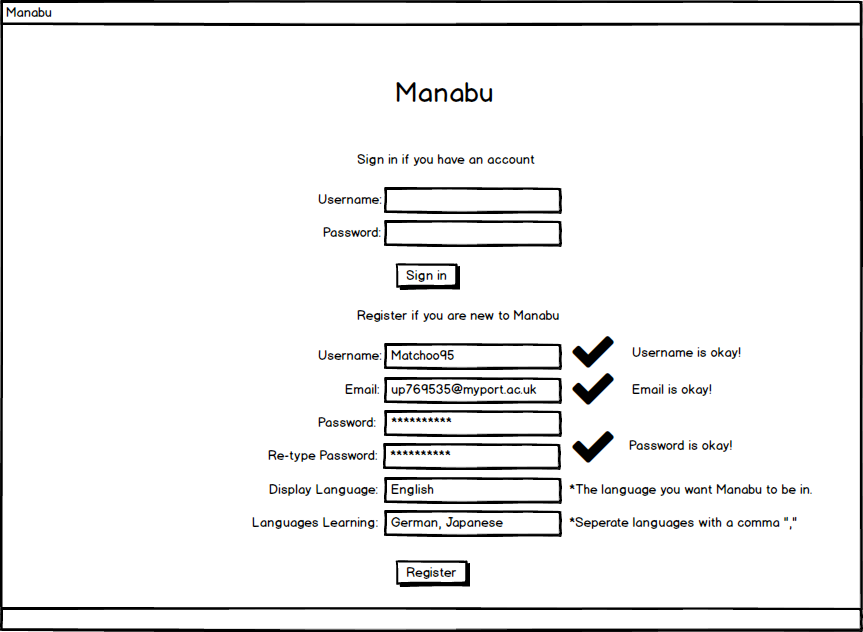 Manabu
Manabu
Sign in if you have an account
Username:
Password:
Sign in
Register if you are new to Manabu
Username: Matchoo95 Username is okay!
Email: up769535@myport.ac.uk Email is okay!
Password: **********
Re-type Password: ********** Password is okay!
Display Language: English *The language you want Manabu to be in.
Languages Learning: German, Japanese *Seperate languages with a comma ","
Register